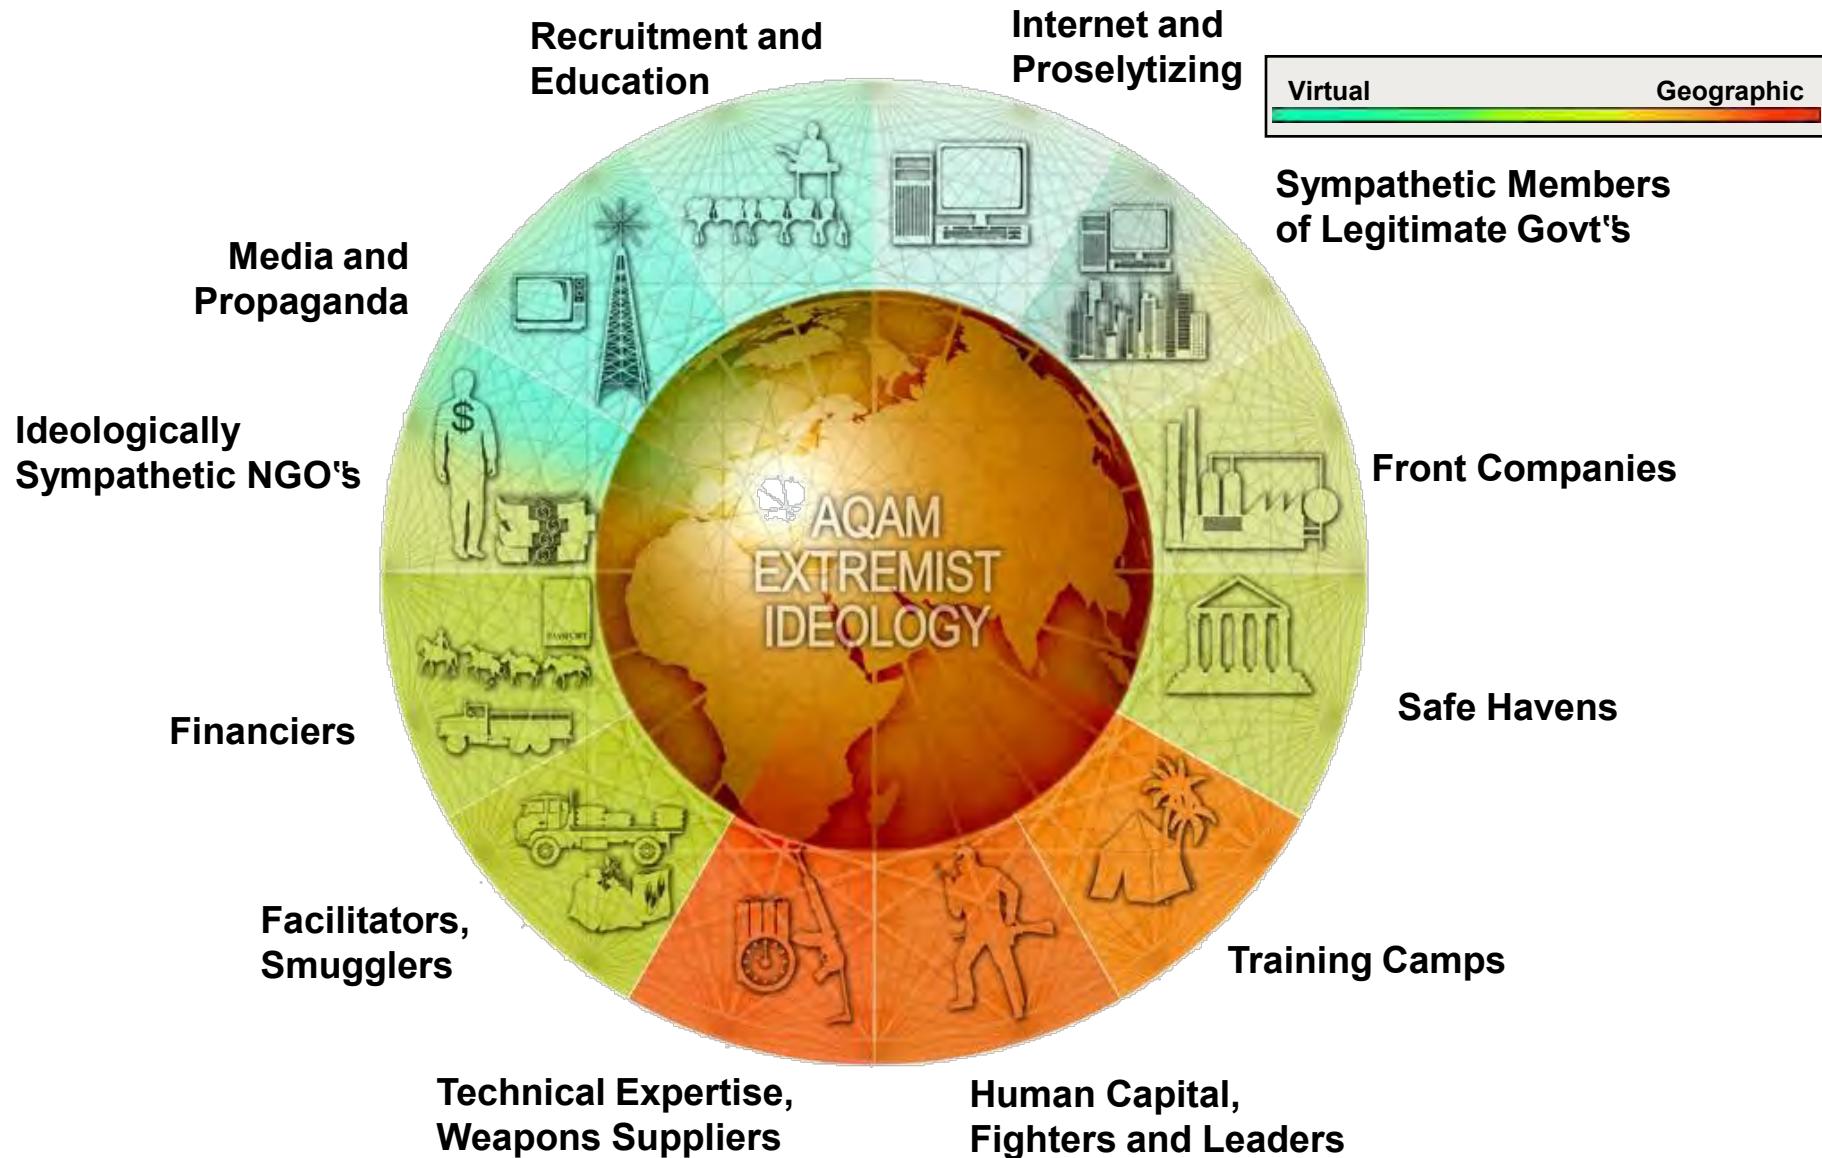 Recruitment and
Education
Internet and
Proselytizing
Virtual
Geographic
Sympathetic Members
of Legitimate Govt‟s
Media and
Propaganda
Ideologically
Sympathetic NGO‟s
$
Front Companies
AQAM
EXTREMIST
IDEOLOGY
PASSPORT
Financiers
Safe Havens
Facilitators,
Smugglers
Training Camps
Technical Expertise,
Weapons Suppliers
Human Capital,
Fighters and Leaders